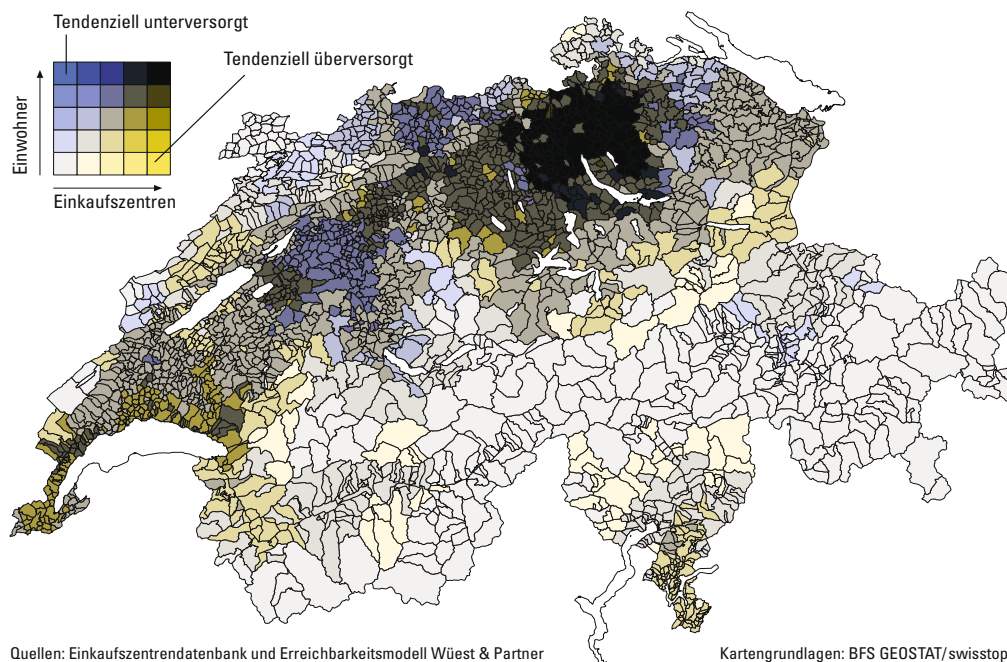 Tendenziell unterversorgt
Tendenziell überversorgt
Einwohner
Einkaufszentren
Quellen: Einkaufszentrendatenbank und Erreichbarkeitsmodell Wüest & Partner
Kartengrundlagen: BFS GEOSTAT/swisstop